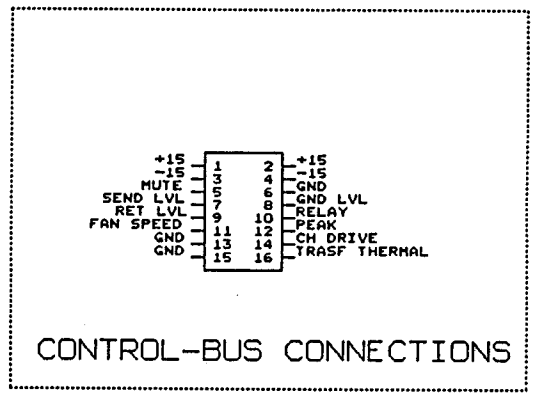 +15 1 2 +15
-15 3 4 -15
MUTE 5 6 GND
SEND LVL 7 8 GND LVL
RET LVL 9 10 RELAY
FAN SPEED 11 12 PEAK
GND 13 14 CH DRIVE
GND 15 16 TRASF THERMAL
CONTROL-BUS CONNECTIONS